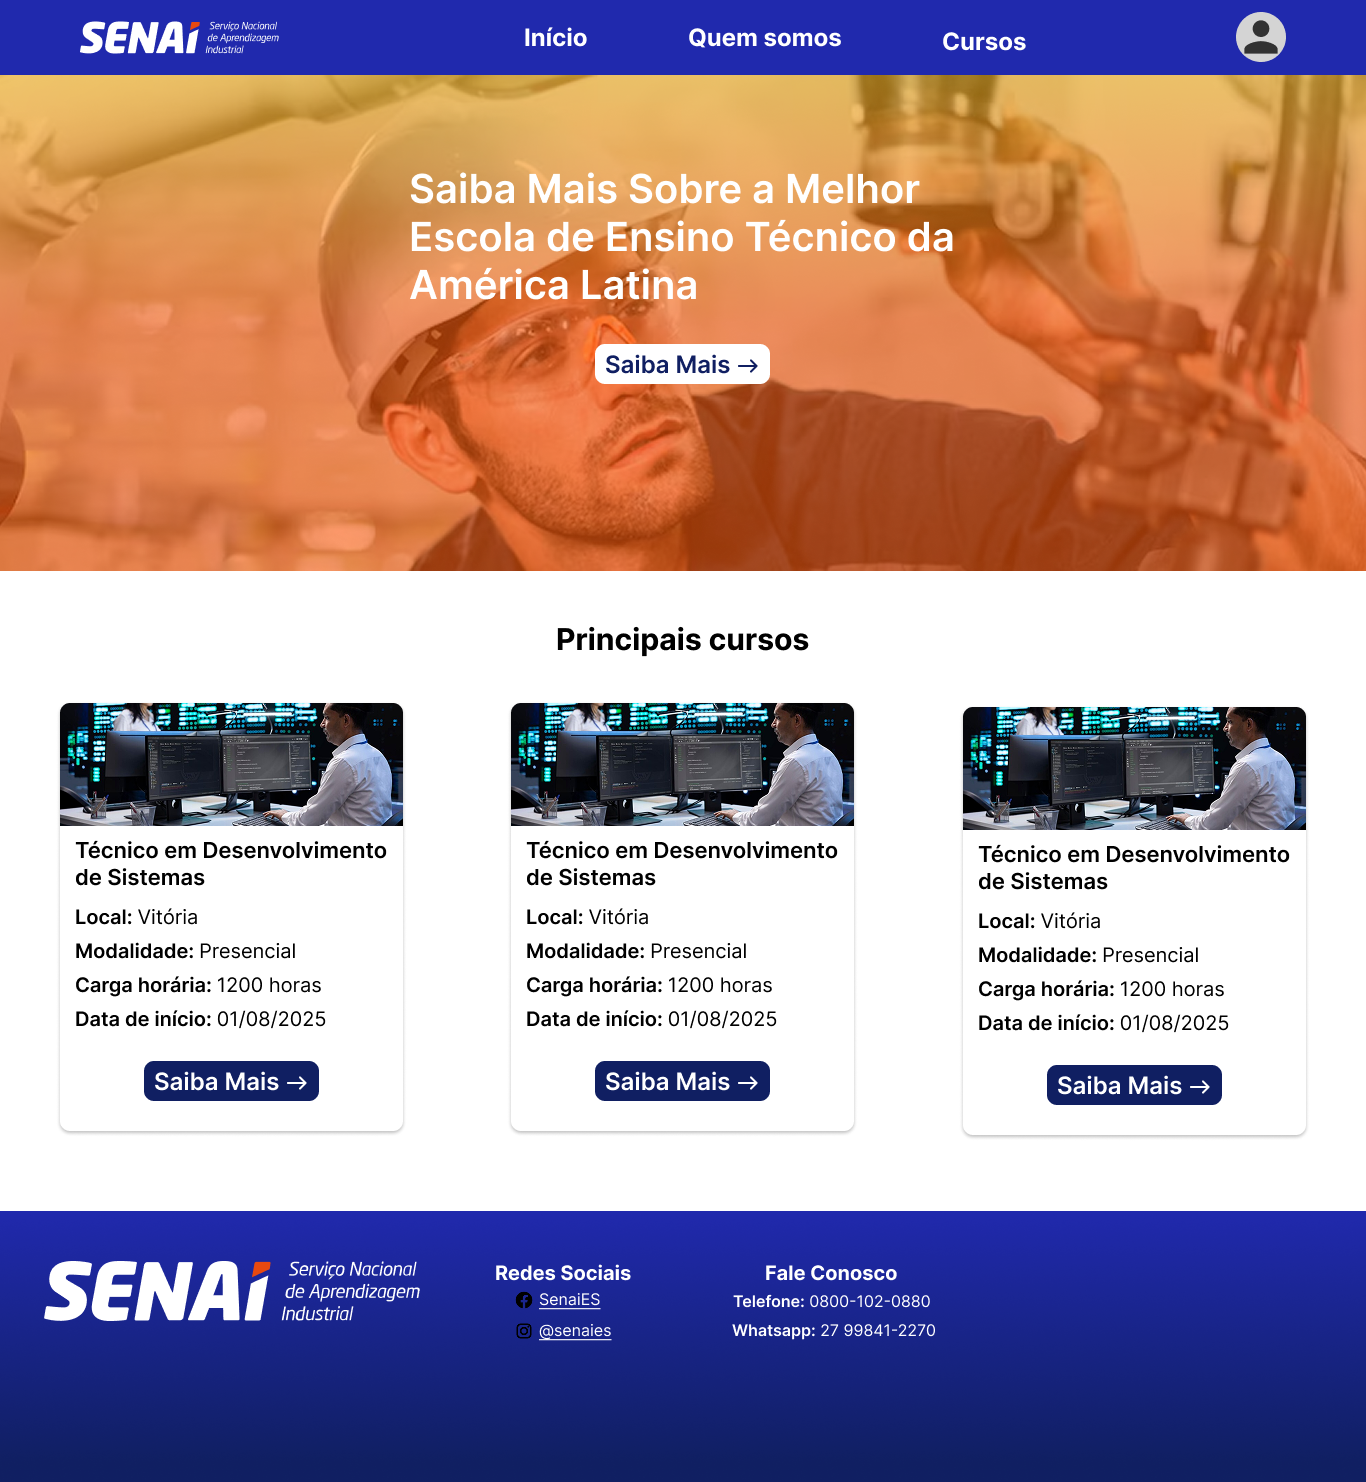 SENAI Serviço Nacional
de Aprendizagem
Industrial
Início
Quem somos
Cursos
Saiba Mais Sobre a Melhor
Escola de Ensino Técnico da
América Latina
Saiba Mais →
Principais cursos
Técnico em Desenvolvimento
de Sistemas
Local: Vitória
Modalidade: Presencial
Carga horária: 1200 horas
Data de início: 01/08/2025
Saiba Mais →
Técnico em Desenvolvimento
de Sistemas
Local: Vitória
Modalidade: Presencial
Carga horária: 1200 horas
Data de início: 01/08/2025
Saiba Mais →
Técnico em Desenvolvimento
de Sistemas
Local: Vitória
Modalidade: Presencial
Carga horária: 1200 horas
Data de início: 01/08/2025
Saiba Mais →
SENAI Serviço Nacional
de Aprendizagem
Industrial
Redes Sociais
SenaiES
@senaies
Fale Conosco
Telefone: 0800-102-0880
Whatsapp: 27 99841-2270